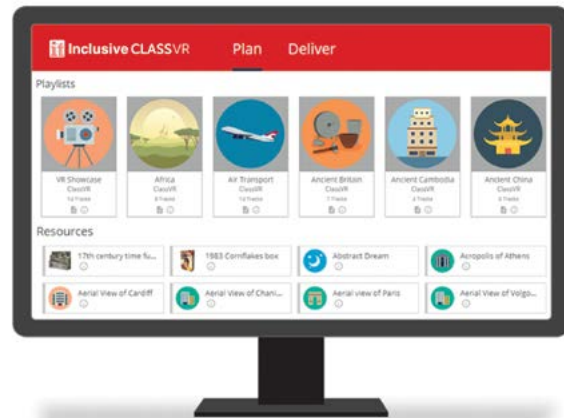 Inclusive CLASSVR Plan Deliver
Playlists
VR Showcase Africa Air Transport Ancient Britain Ancient Cambodia Ancient China
ClassVR ClassVR ClassVR ClassVR ClassVR ClassVR
Resources
17th century time fu... 1983 Cornflakes box Abstract Dream Acropolis of Athens
Aerial View of Cardiff Aerial View of Chani... Aerial view of Paris Aerial View of Volgo...